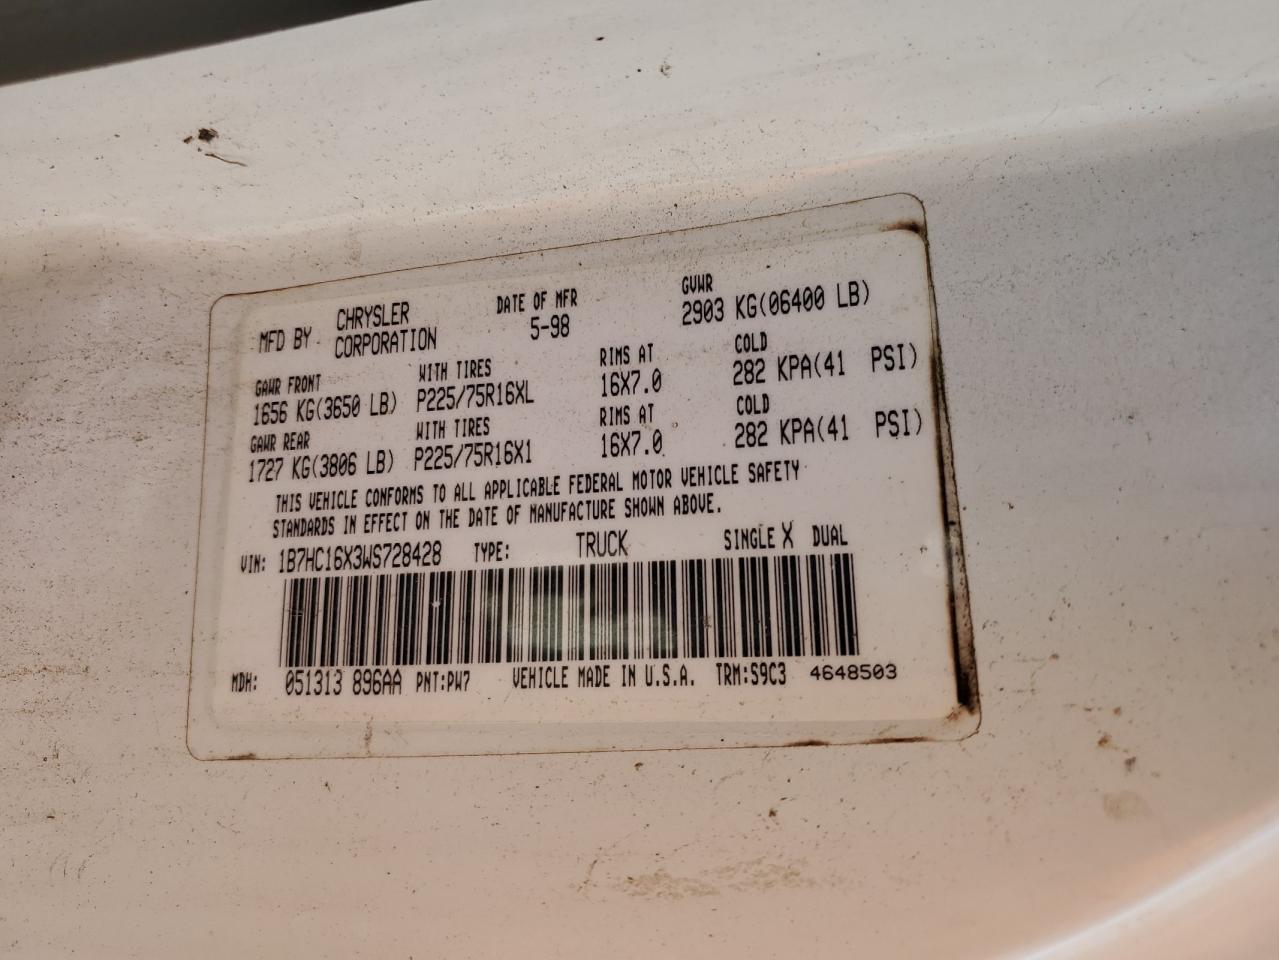 MFD BY CHRYSLER CORPORATION DATE OF MFR 5-98 GVWR 2903 KG(06400 LB)
GAWR FRONT WITH TIRES RIMS AT COLD
1656 KG(3650 LB) P225/75R16XL 16X7.0 282 KPA(41 PSI)
GAWR REAR WITH TIRES RIMS AT COLD
1727 KG(3806 LB) P225/75R16X1 16X7.0 282 KPA(41 PSI)
THIS VEHICLE CONFORMS TO ALL APPLICABLE FEDERAL MOTOR VEHICLE SAFETY
STANDARDS IN EFFECT ON THE DATE OF MANUFACTURE SHOWN ABOVE.
VIN: 1B7HC16X3WS728428 TYPE: TRUCK SINGLE X DUAL
MDH: 051313 896AA PNT:PW7 VEHICLE MADE IN U.S.A. TRM:S9C3 4648503